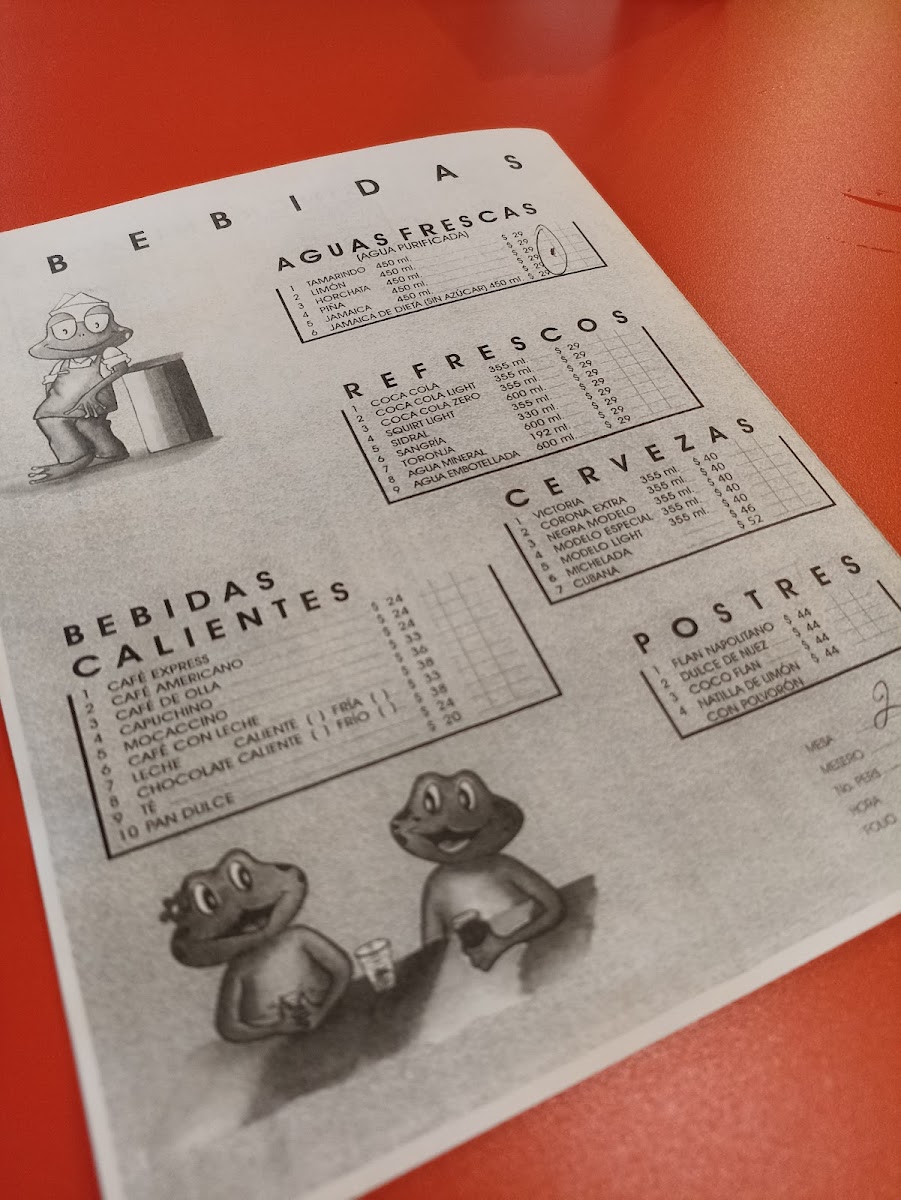 BEBIDAS
AGUAS FRESCAS
(AGUA PURIFICADA)
1 TAMARINDO 450 ml. $ 29
2 LIMÓN 450 ml. $ 29
3 HORCHATA 450 ml. $ 29
4 PIÑA 450 ml. $ 29
5 JAMAICA 450 ml. $ 29
6 JAMAICA DE DIETA (SIN AZÚCAR) 450 ml. $ 29
REFRESCOS
1 COCA COLA 355 ml. $ 29
2 COCA COLA LIGHT 355 ml. $ 29
3 COCA COLA ZERO 355 ml. $ 29
4 SQUIRT LIGHT 600 ml. $ 29
5 SIDRAL 355 ml. $ 29
6 SANGRÍA 330 ml. $ 29
7 TORONJA 600 ml. $ 29
8 AGUA MINERAL 192 ml. $ 29
9 AGUA EMBOTELLADA 600 ml. $ 29
CERVEZAS
1 VICTORIA 355 ml. $ 40
2 CORONA EXTRA 355 ml. $ 40
3 NEGRA MODELO 355 ml. $ 40
4 MODELO ESPECIAL 355 ml. $ 40
5 MODELO LIGHT 355 ml. $ 40
6 MICHELADA $ 46
7 CUBANA $ 52
BEBIDAS
CALIENTES
1 CAFÉ EXPRESS $ 24
2 CAFÉ AMERICANO $ 24
3 CAFÉ DE OLLA $ 24
4 CAPUCHINO $ 33
5 MOCACCINO $ 36
6 CAFÉ CON LECHE $ 38
7 LECHE CALIENTE ( ) FRÍA ( ) $ 33
8 CHOCOLATE CALIENTE ( ) FRÍO ( ) $ 38
9 TÉ $ 24
10 PAN DULCE $ 20
POSTRES
1 FLAN NAPOLITANO $ 44
2 DULCE DE NUEZ $ 44
3 COCO FLAN $ 44
4 NATILLA DE LIMÓN $ 44
CON POLVORÓN
MESA 2
MESERO
No. PERS.
HORA
FOLIO